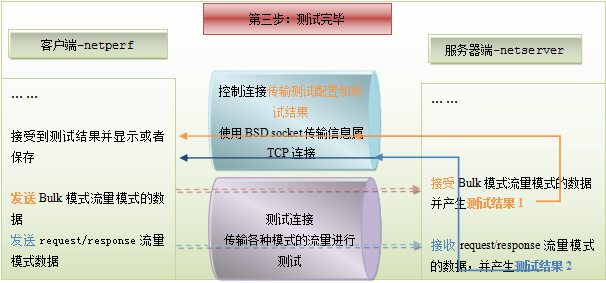 第三步：测试完毕
客户端-netperf
服务器端-netserver
... ...
接受到测试结果并显示或者
保存
发送 Bulk 模式流量模式的数
据
发送 request/response 流量
模式数据
控制连接传输测试配置和测
试结果
使用 BSD socket 传输信息属
TCP 连接
测试连接
传输各种模式的流量进行
测试
... ...
接受 Bulk 模式流量模式的数据
并产生测试结果 1
接收 request/response 流量模式
的数据，并产生测试结果 2